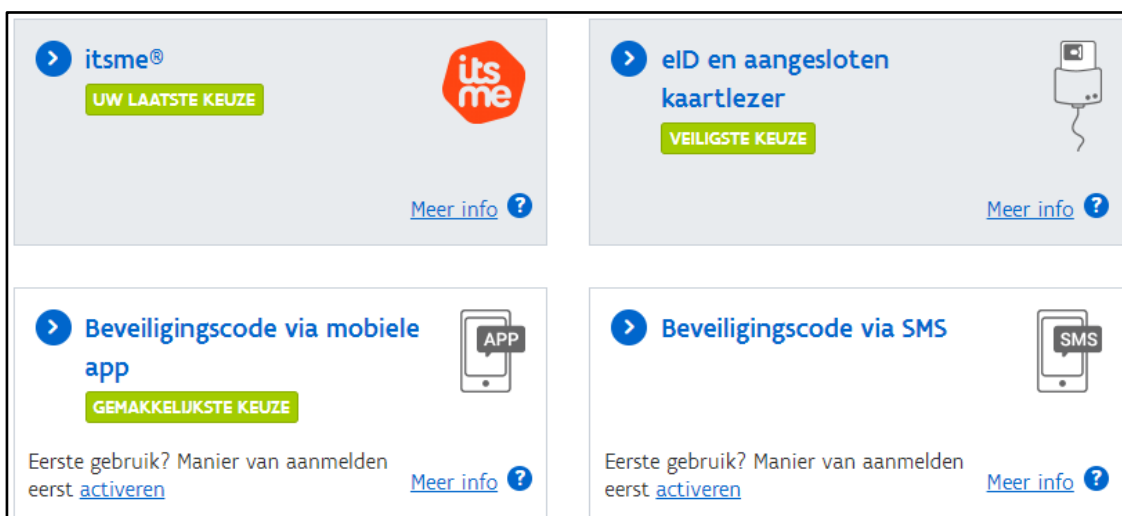 itsme®
UW LAATSTE KEUZE
its
me
Meer info ?
eID en aangesloten
kaartlezer
VEILIGSTE KEUZE
Meer info ?
Beveiligingscode via mobiele
app
APP
GEMAKKELIJKSTE KEUZE
Eerste gebruik? Manier van aanmelden
eerst activeren
Meer info ?
Beveiligingscode via SMS
SMS
Eerste gebruik? Manier van aanmelden
eerst activeren
Meer info ?